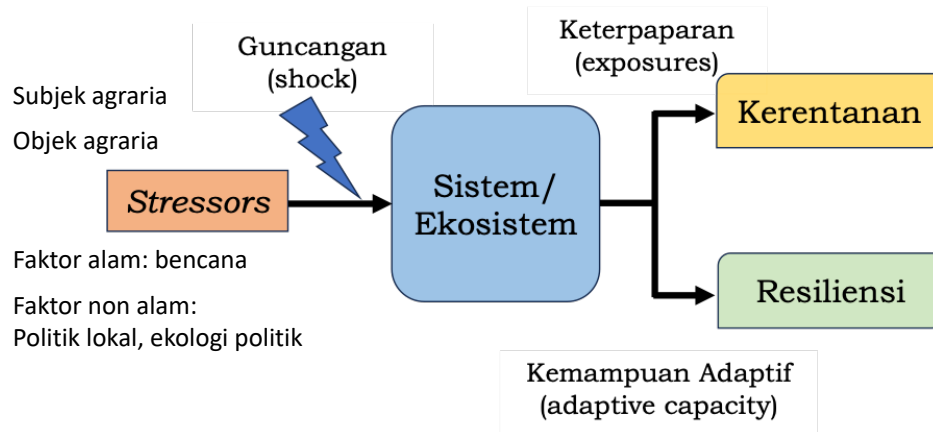 Guncangan
(shock)
Keterpaparan
(exposures)
Subjek agraria
Objek agraria
Stressors
Sistem/
Ekosistem
Kerentanan
Resiliensi
Faktor alam: bencana
Faktor non alam:
Politik lokal, ekologi politik
Kemampuan Adaptif
(adaptive capacity)